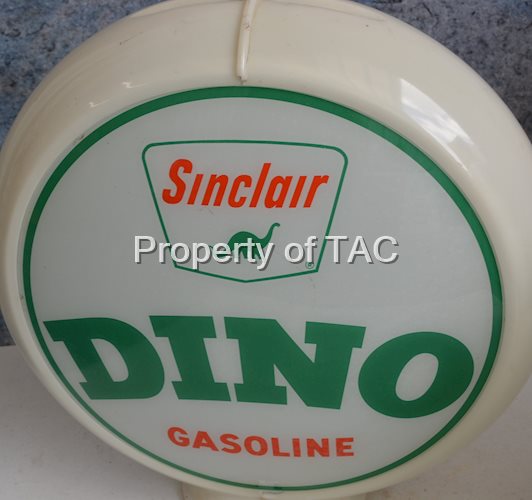 Sinclair
Property of TAC
®
DINO
GASOLINE